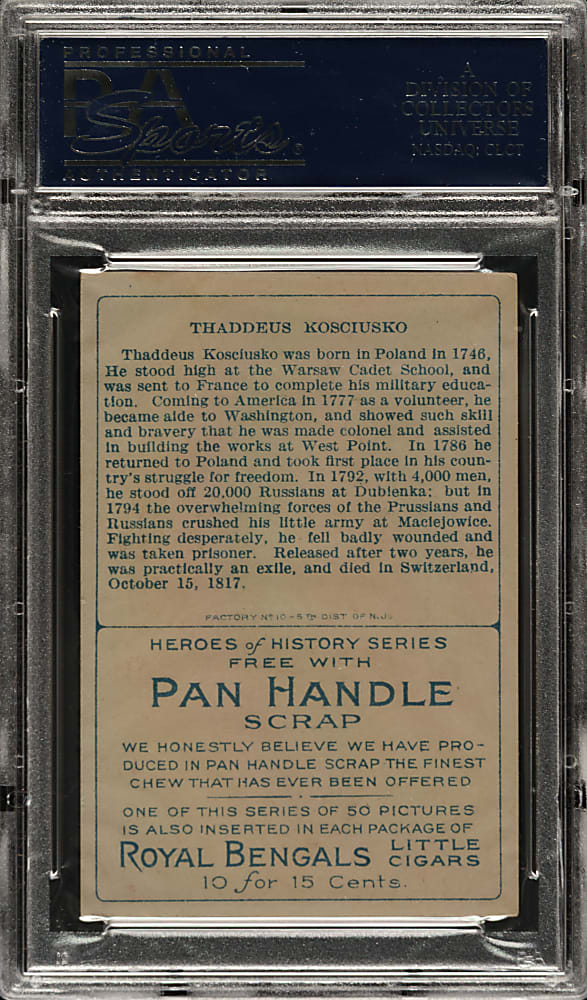 PROFESSIONAL
PSA
Sports
AUTHENTICATOR
A
DIVISION OF
COLLECTORS
UNIVERSE
NASDAQ: CLCT
THADDEUS KOSCIUSKO
Thaddeus Kosciusko was born in Poland in 1746,
He stood high at the Warsaw Cadet School, and
was sent to France to complete his military educa-
tion. Coming to America in 1777 as a volunteer, he
became aide to Washington, and showed such skill
and bravery that he was made colonel and assisted
in building the works at West Point. In 1786 he
returned to Poland and took first place in his coun-
try's struggle for freedom. In 1792, with 4,000 men,
he stood off 20,000 Russians at Dubienka; but in
1794 the overwhelming forces of the Prussians and
Russians crushed his little army at Maciejowice.
Fighting desperately, he fell badly wounded and
was taken prisoner. Released after two years, he
was practically an exile, and died in Switzerland,
October 15, 1817.
FACTORY Nº 10 - 5TH DIST OF N.J.
HEROES of HISTORY SERIES
FREE WITH
PAN HANDLE
SCRAP
WE HONESTLY BELIEVE WE HAVE PRO-
DUCED IN PAN HANDLE SCRAP THE FINEST
CHEW THAT HAS EVER BEEN OFFERED
ONE OF THIS SERIES OF 50 PICTURES
IS ALSO INSERTED IN EACH PACKAGE OF
ROYAL BENGALS LITTLE CIGARS
10 for 15 Cents.